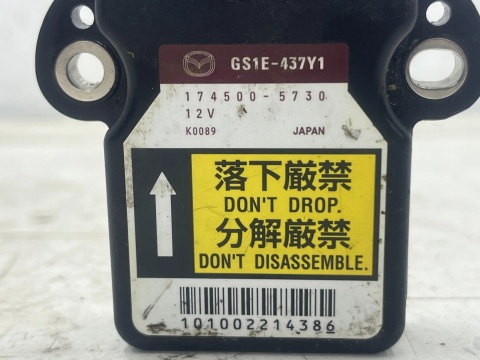 GS1E-437Y1
174500-5730
12V
K0089 JAPAN
落下厳禁
DON'T DROP.
分解厳禁
DON'T DISASSEMBLE.
101002214386